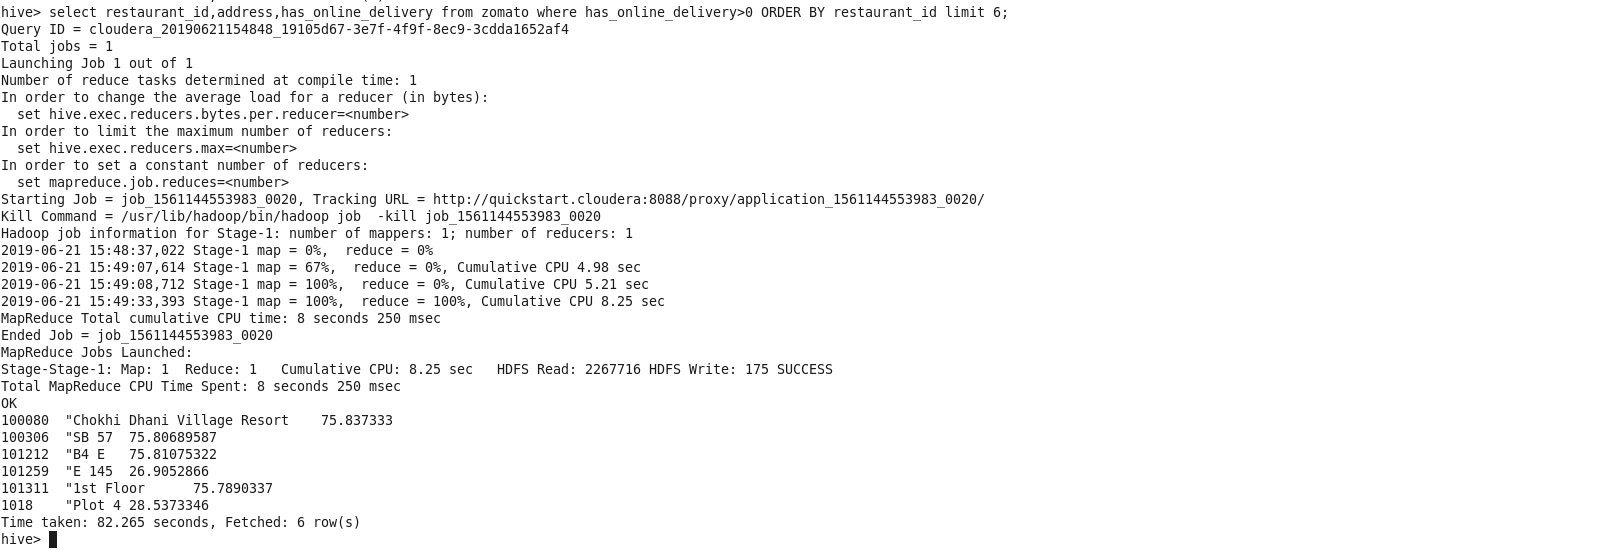 hive> select restaurant_id,address,has_online_delivery from zomato where has_online_delivery>0 ORDER BY restaurant_id limit 6;
Query ID = cloudera_20190621154848_19105d67-3e7f-4f9f-8ec9-3cdda1652af4
Total jobs = 1
Launching Job 1 out of 1
Number of reduce tasks determined at compile time: 1
In order to change the average load for a reducer (in bytes):
  set hive.exec.reducers.bytes.per.reducer=<number>
In order to limit the maximum number of reducers:
  set hive.exec.reducers.max=<number>
In order to set a constant number of reducers:
  set mapreduce.job.reduces=<number>
Starting Job = job_1561144553983_0020, Tracking URL = http://quickstart.cloudera:8088/proxy/application_1561144553983_0020/
Kill Command = /usr/lib/hadoop/bin/hadoop job  -kill job_1561144553983_0020
Hadoop job information for Stage-1: number of mappers: 1; number of reducers: 1
2019-06-21 15:48:37,022 Stage-1 map = 0%,  reduce = 0%
2019-06-21 15:49:07,614 Stage-1 map = 67%,  reduce = 0%, Cumulative CPU 4.98 sec
2019-06-21 15:49:08,712 Stage-1 map = 100%,  reduce = 0%, Cumulative CPU 5.21 sec
2019-06-21 15:49:33,393 Stage-1 map = 100%,  reduce = 100%, Cumulative CPU 8.25 sec
MapReduce Total cumulative CPU time: 8 seconds 250 msec
Ended Job = job_1561144553983_0020
MapReduce Jobs Launched:
Stage-Stage-1: Map: 1  Reduce: 1   Cumulative CPU: 8.25 sec   HDFS Read: 2267716 HDFS Write: 175 SUCCESS
Total MapReduce CPU Time Spent: 8 seconds 250 msec
OK
100080  "Chokhi Dhani Village Resort    75.837333
100306  "SB 57  75.80689587
101212  "B4 E   75.81075322
101259  "E 145  26.9052866
101311  "1st Floor      75.7890337
1018    "Plot 4 28.5373346
Time taken: 82.265 seconds, Fetched: 6 row(s)
hive>